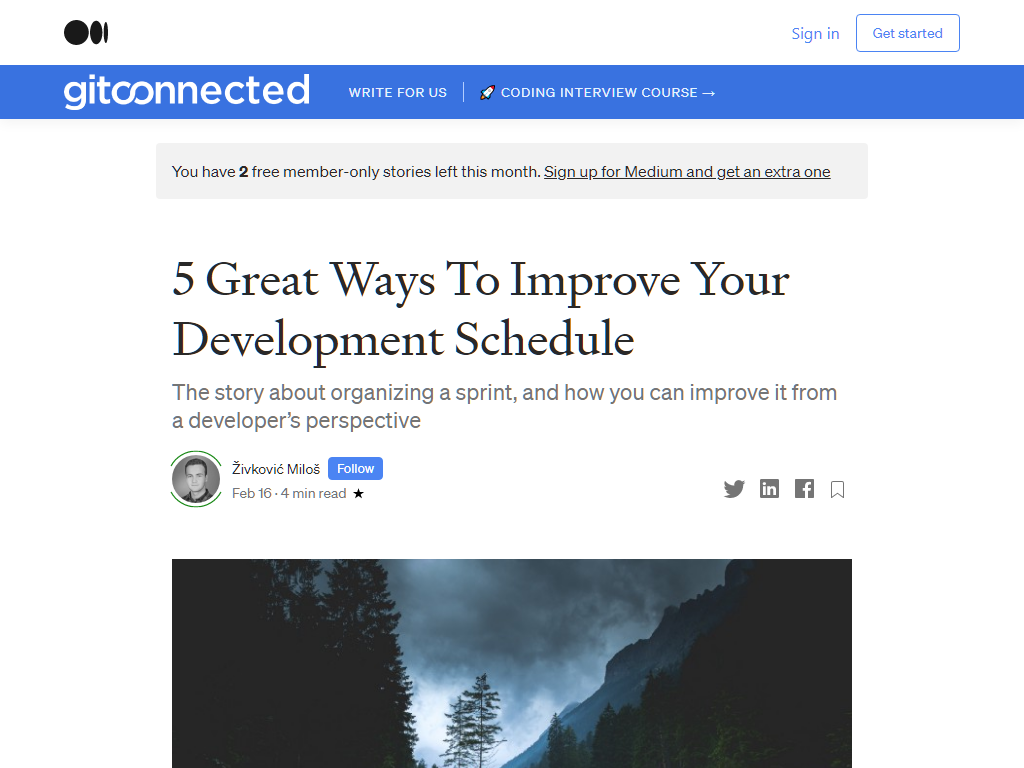 Sign in
Get started
gitconnected
WRITE FOR US
🚀 CODING INTERVIEW COURSE →
You have 2 free member-only stories left this month. Sign up for Medium and get an extra one
5 Great Ways To Improve Your
Development Schedule
The story about organizing a sprint, and how you can improve it from
a developer’s perspective
Živković Miloš
Follow
Feb 16 · 4 min read ★